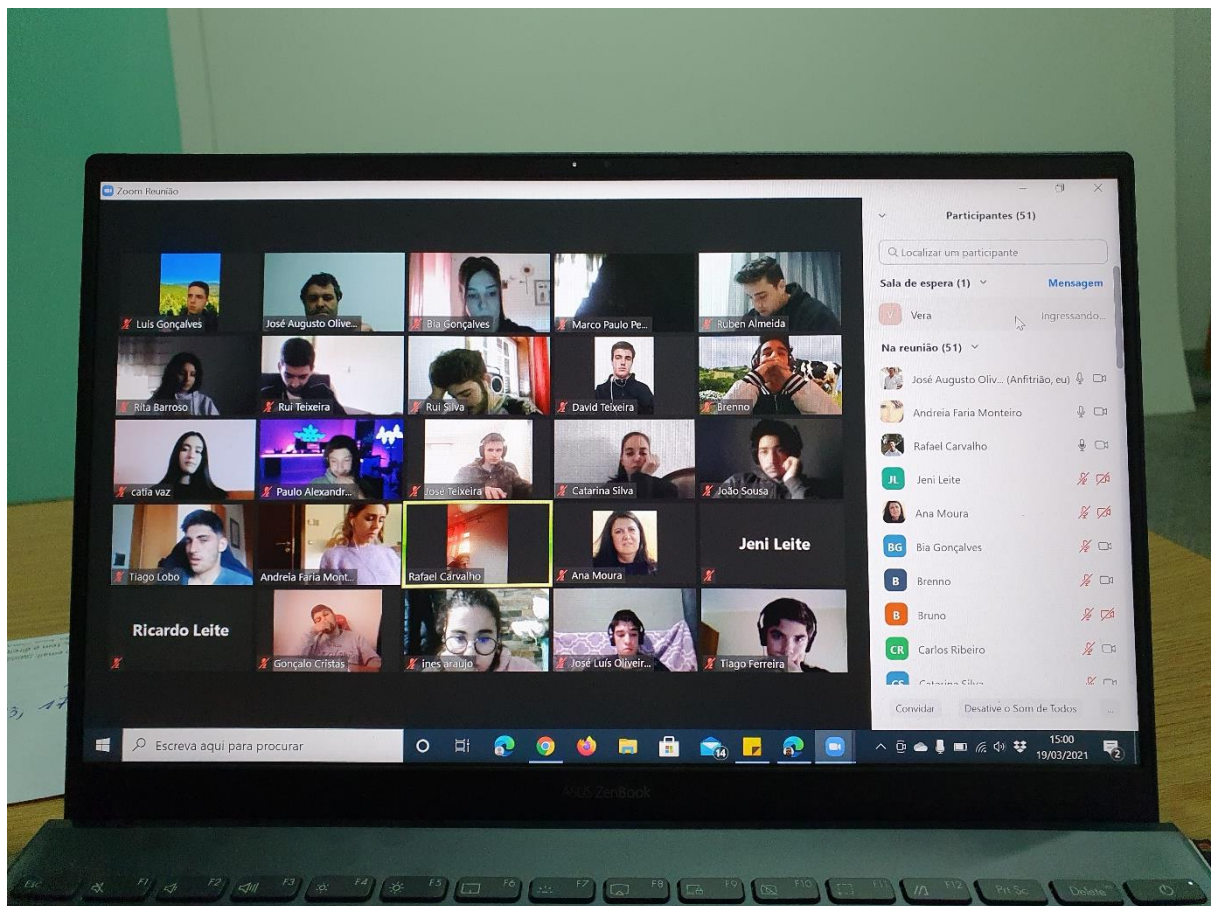 Zoom Reunião
Participantes (51)
Localizar um participante
Sala de espera (1) Mensagem
V Vera ingressando...
Na reunião (51)
José Augusto Oliv... (Anfitrião, eu)
Andreia Faria Monteiro
Rafael Carvalho
JL Jeni Leite
Ana Moura
BG Bia Gonçalves
B Brenno
B Bruno
CR Carlos Ribeiro
CS Catarina Silva
Convidar Desative o Som de Todos ...
Luis Gonçalves
José Augusto Olive...
Bia Gonçalves
Marco Paulo Pe...
Ruben Almeida
Rita Barroso
Rui Teixeira
Rui Silva
David Teixeira
Brenno
catia vaz
Paulo Alexandr...
José Teixeira
Catarina Silva
João Sousa
Tiago Lobo
Andreia Faria Mont...
Rafael Carvalho
Ana Moura
Jeni Leite
Ricardo Leite
Gonçalo Cristas
ines araujo
José Luís Oliveir...
Tiago Ferreira
Escreva aqui para procurar
14
15:00
19/03/2021
2
ASUS ZenBook
Esc F1 F2 F3 F4 F5 F6 F7 F8 F9 F10 F11 F12 Prt Sc Delete